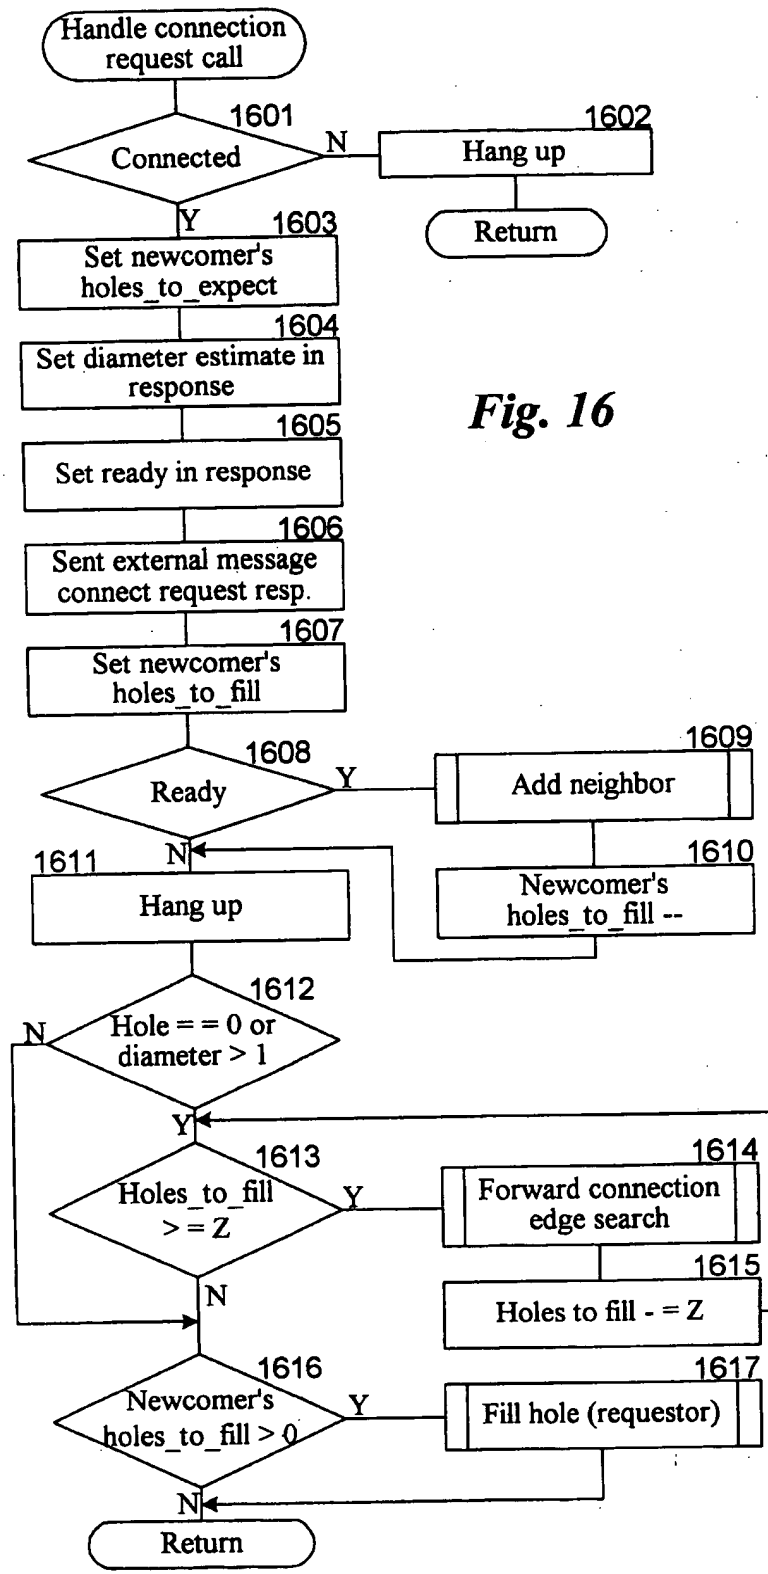 Handle connection
request call
1601
Connected
N
1602
Hang up
Return
Y
1603
Set newcomer's
holes_to_expect
1604
Set diameter estimate in
response
Fig. 16
1605
Set ready in response
1606
Sent external message
connect request resp.
1607
Set newcomer's
holes_to_fill
1608
Ready
Y
1609
Add neighbor
N
1610
Newcomer's
holes_to_fill --
1611
Hang up
1612
Hole = = 0 or
diameter > 1
N
Y
1613
Holes_to_fill
> = Z
Y
1614
Forward connection
edge search
1615
Holes to fill - = Z
N
1616
Newcomer's
holes_to_fill > 0
Y
1617
Fill hole (requestor)
N
Return